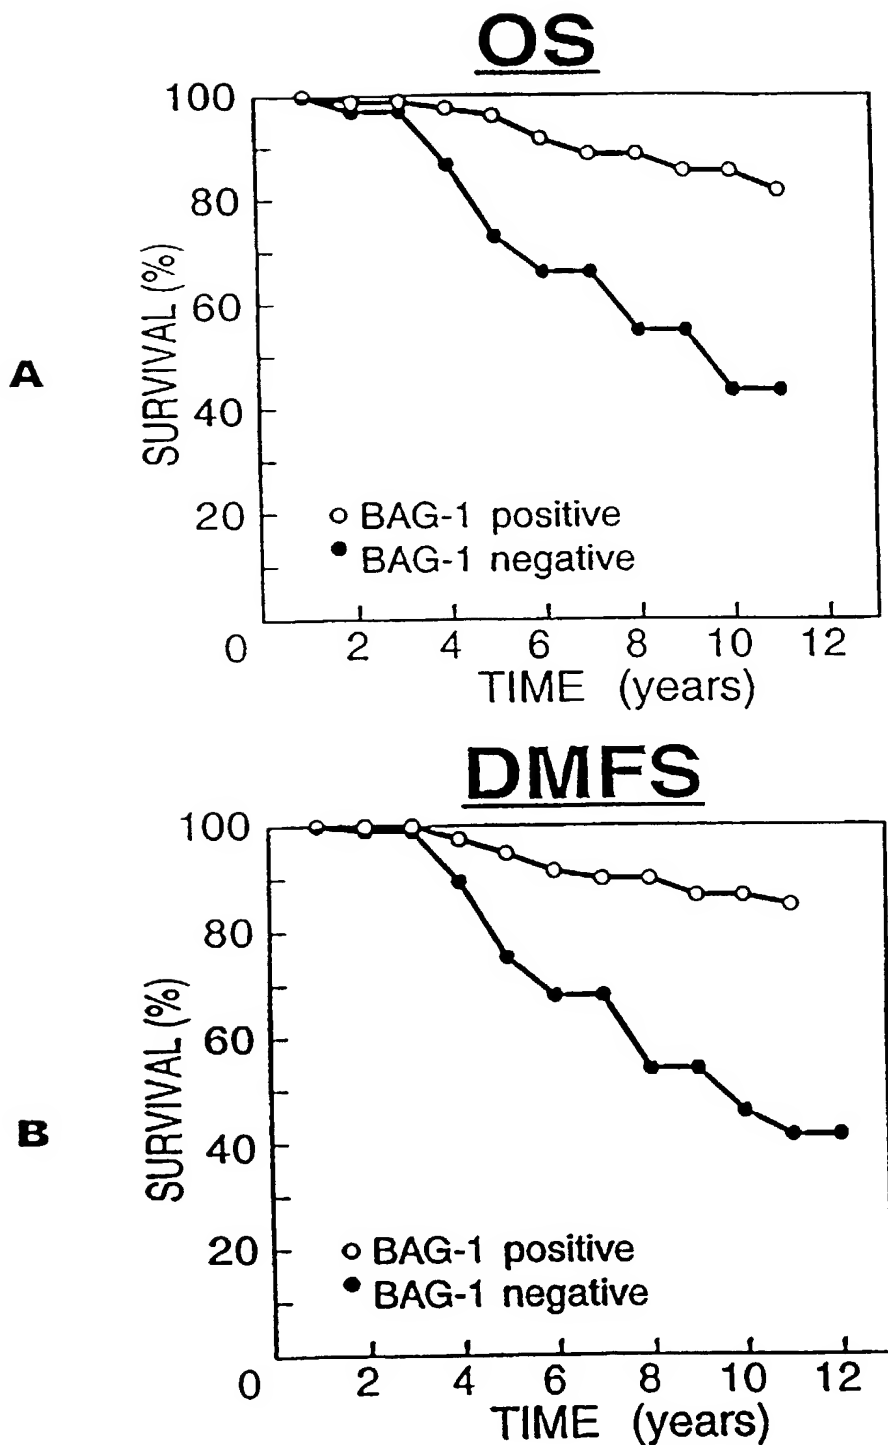 OS
A
SURVIVAL (%)
100
80
60
40
20
0
○ BAG-1 positive
● BAG-1 negative
2 4 6 8 10 12
TIME (years)
DMFS
B
SURVIVAL (%)
100
80
60
40
20
0
○ BAG-1 positive
● BAG-1 negative
2 4 6 8 10 12
TIME (years)